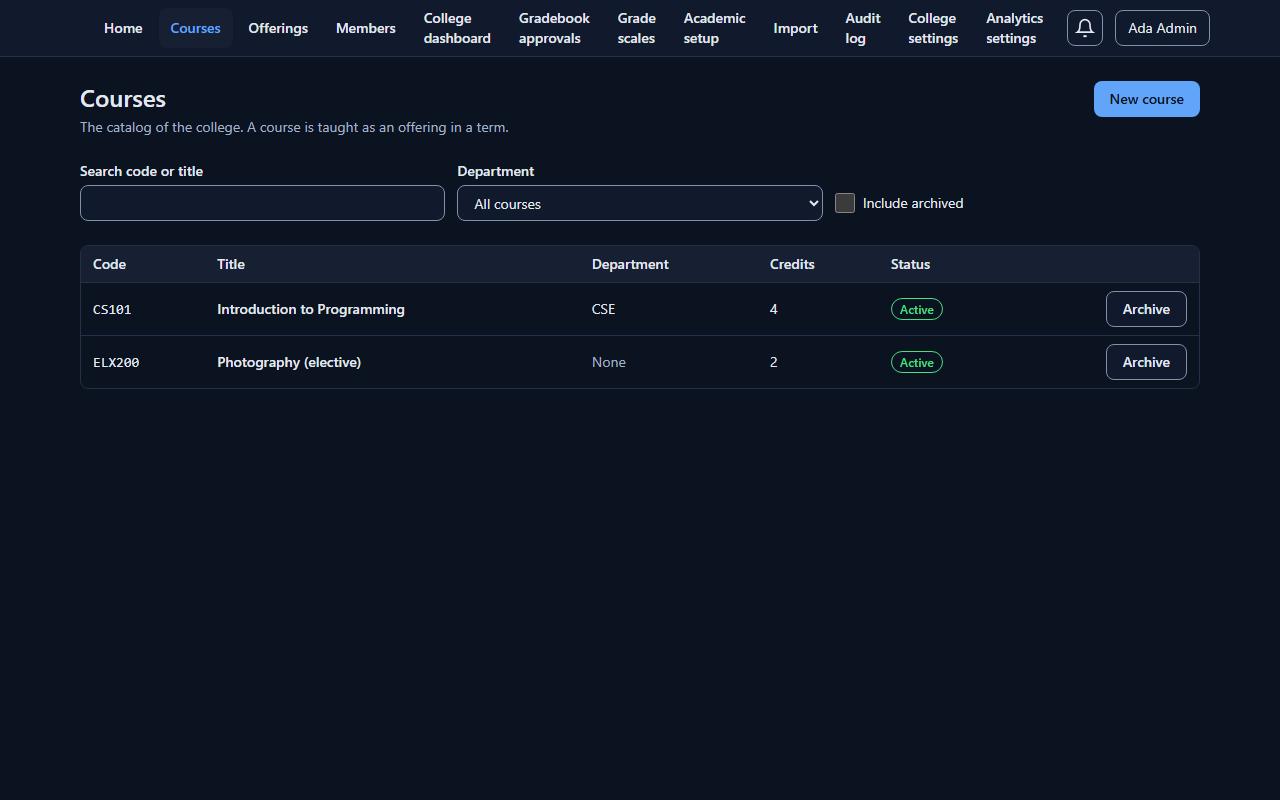 Home
Courses
Offerings
Members
College dashboard
Gradebook approvals
Grade scales
Academic setup
Import
Audit log
College settings
Analytics settings
Ada Admin
Courses
New course
The catalog of the college. A course is taught as an offering in a term.
Search code or title
Department
All courses
Include archived
Code Title Department Credits Status
CS101 Introduction to Programming CSE 4 Active Archive
ELX200 Photography (elective) None 2 Active Archive